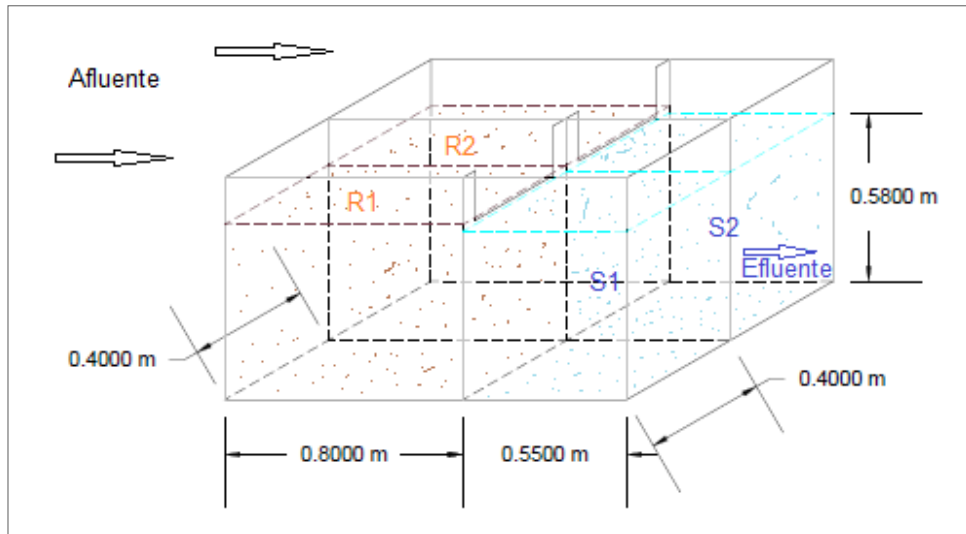 Afluente
R2
R1
0.5800 m
S2
Efluente
S1
0.4000 m
0.4000 m
0.8000 m
0.5500 m